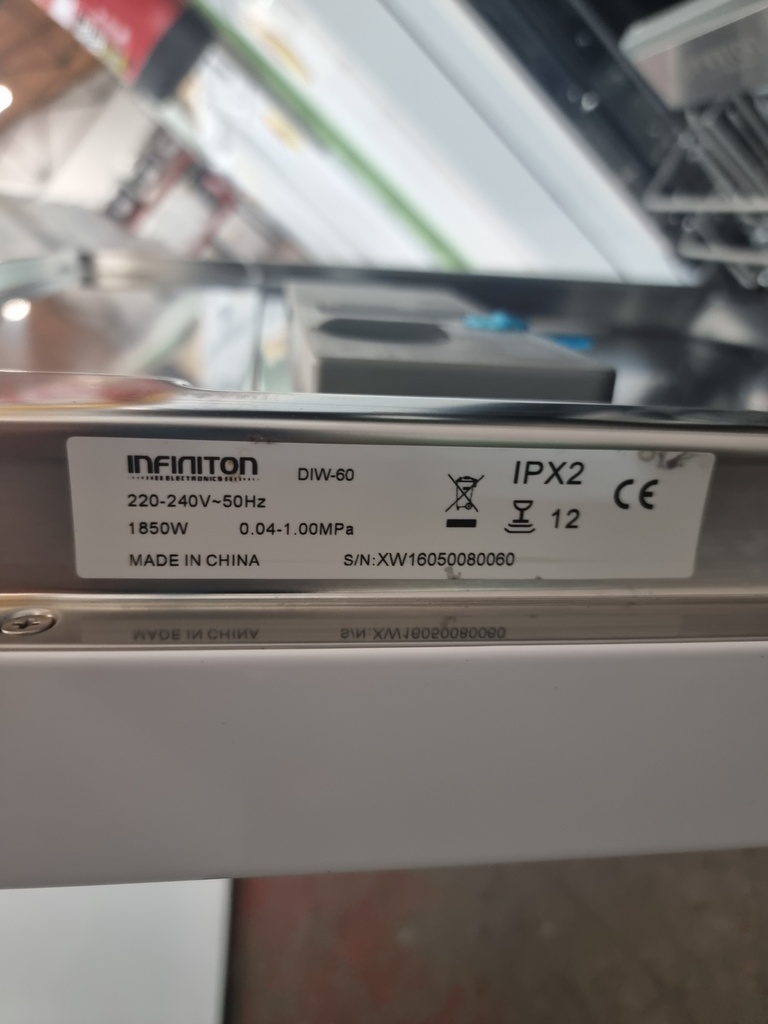 INFINITON
ELECTRONICS
DIW-60
220-240V~50Hz
1850W 0.04-1.00MPa
MADE IN CHINA S/N:XW16050080060
IPX2
12
CE
MADE IN CHINA S/N:XW16050080060